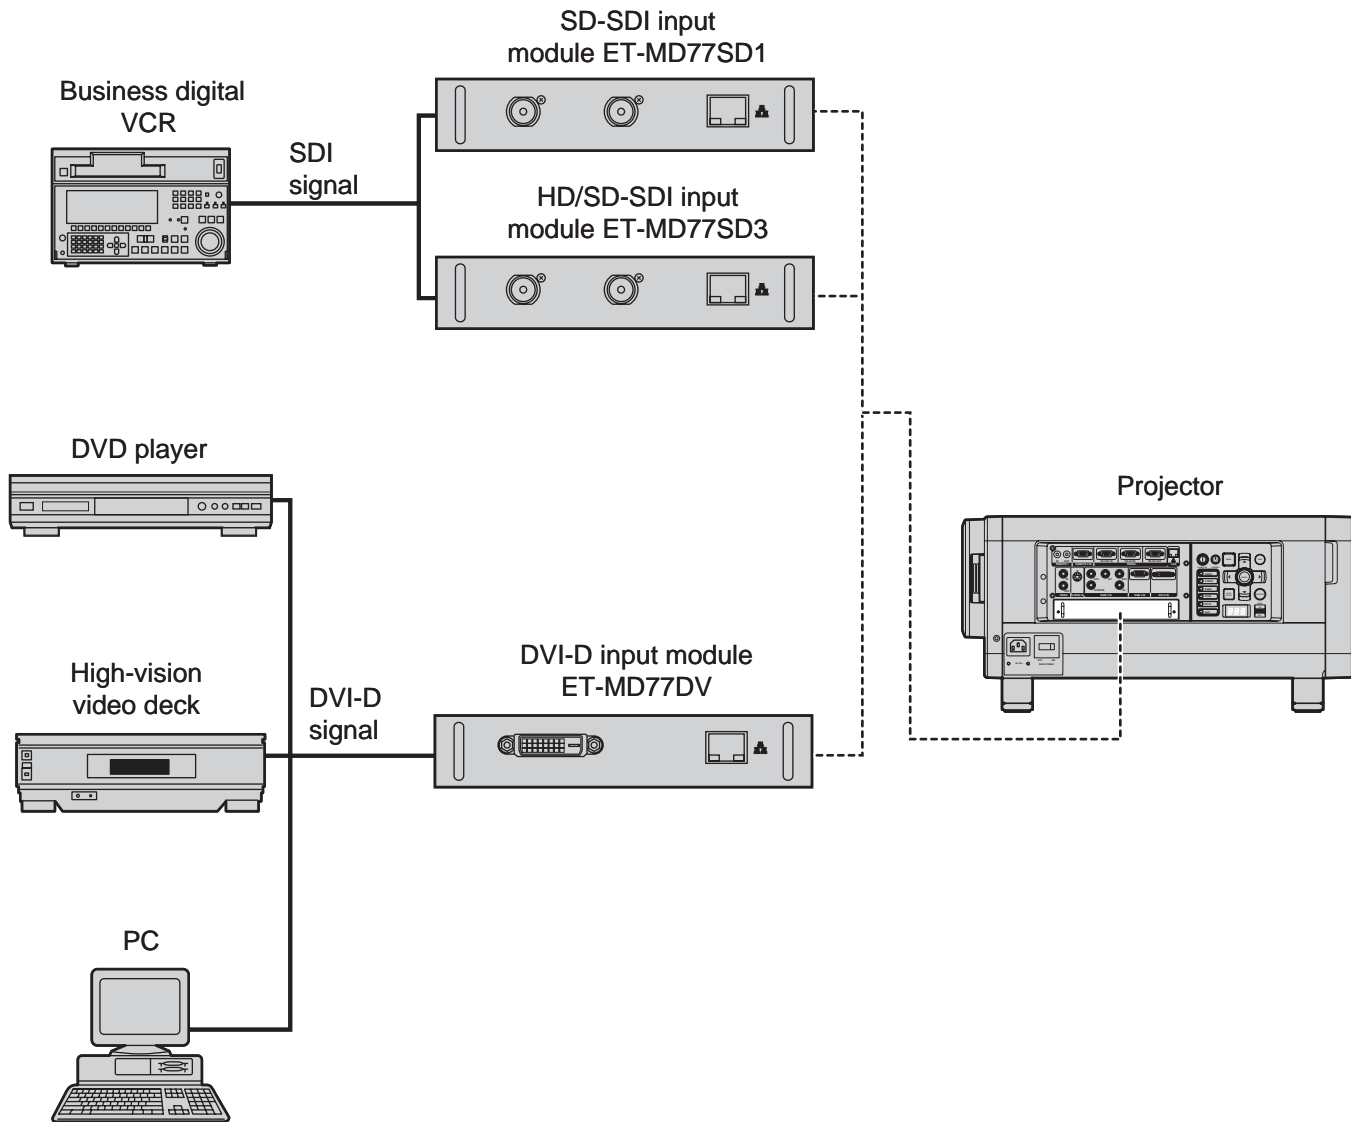 SD-SDI input
module ET-MD77SD1
Business digital
VCR
SDI
signal
HD/SD-SDI input
module ET-MD77SD3
DVD player
Projector
High-vision
video deck
DVI-D
signal
DVI-D input module
ET-MD77DV
PC